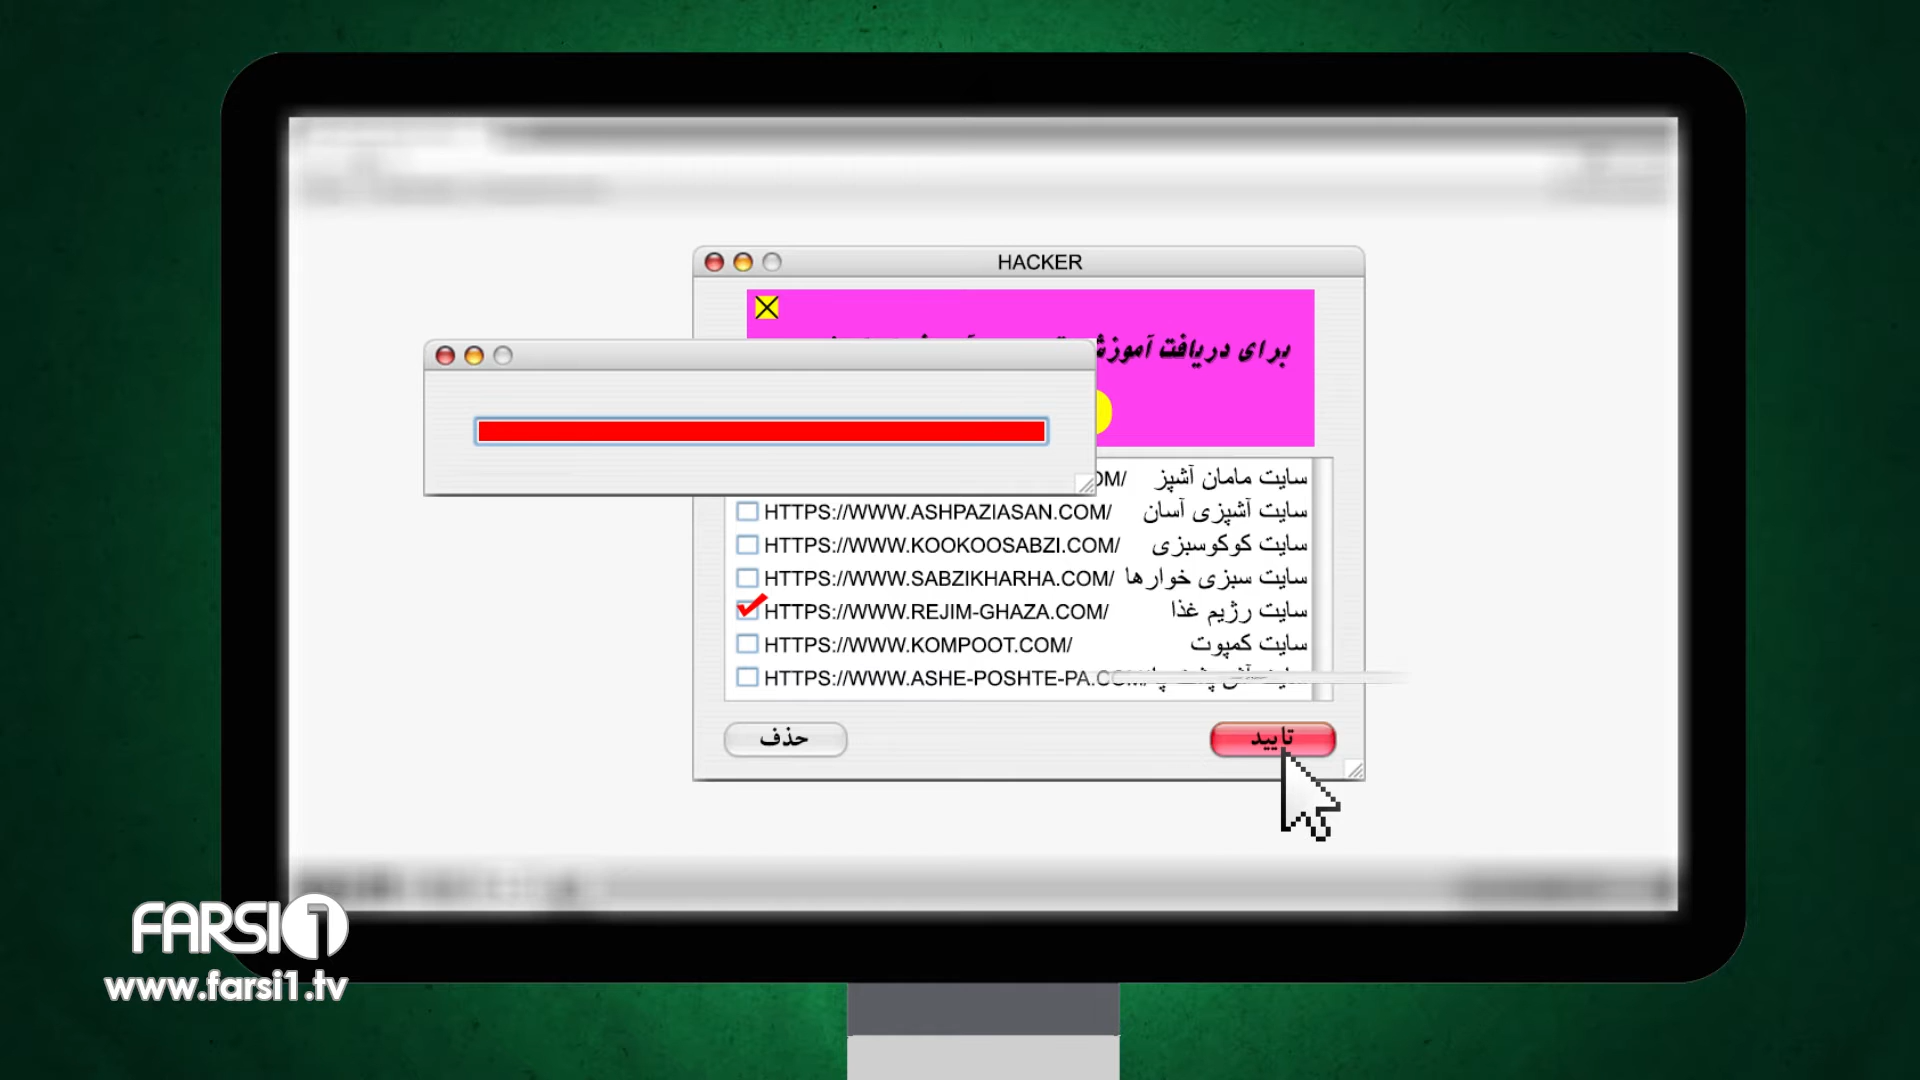 HACKER
برای دریافت آموزش
OM/ سایت مامان آشپز
HTTPS://WWW.ASHPAZIASAN.COM/ سایت آشپزی آسان
HTTPS://WWW.KOOKOOSABZI.COM/ سایت کوکوسبزی
HTTPS://WWW.SABZIKHARHA.COM/ سایت سبزی خوارها
HTTPS://WWW.REJIM-GHAZA.COM/ سایت رژیم غذا
HTTPS://WWW.KOMPOOT.COM/ سایت کمپوت
HTTPS://WWW.ASHE-POSHTE-PA.COM/
حذف
تایید
FARSI1
www.farsi1.tv